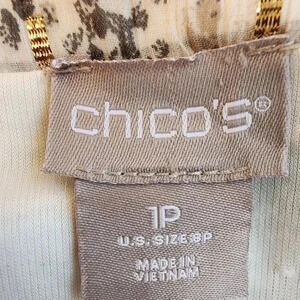 chico's®
1P
U.S. SIZE 8P
MADE IN
VIETNAM